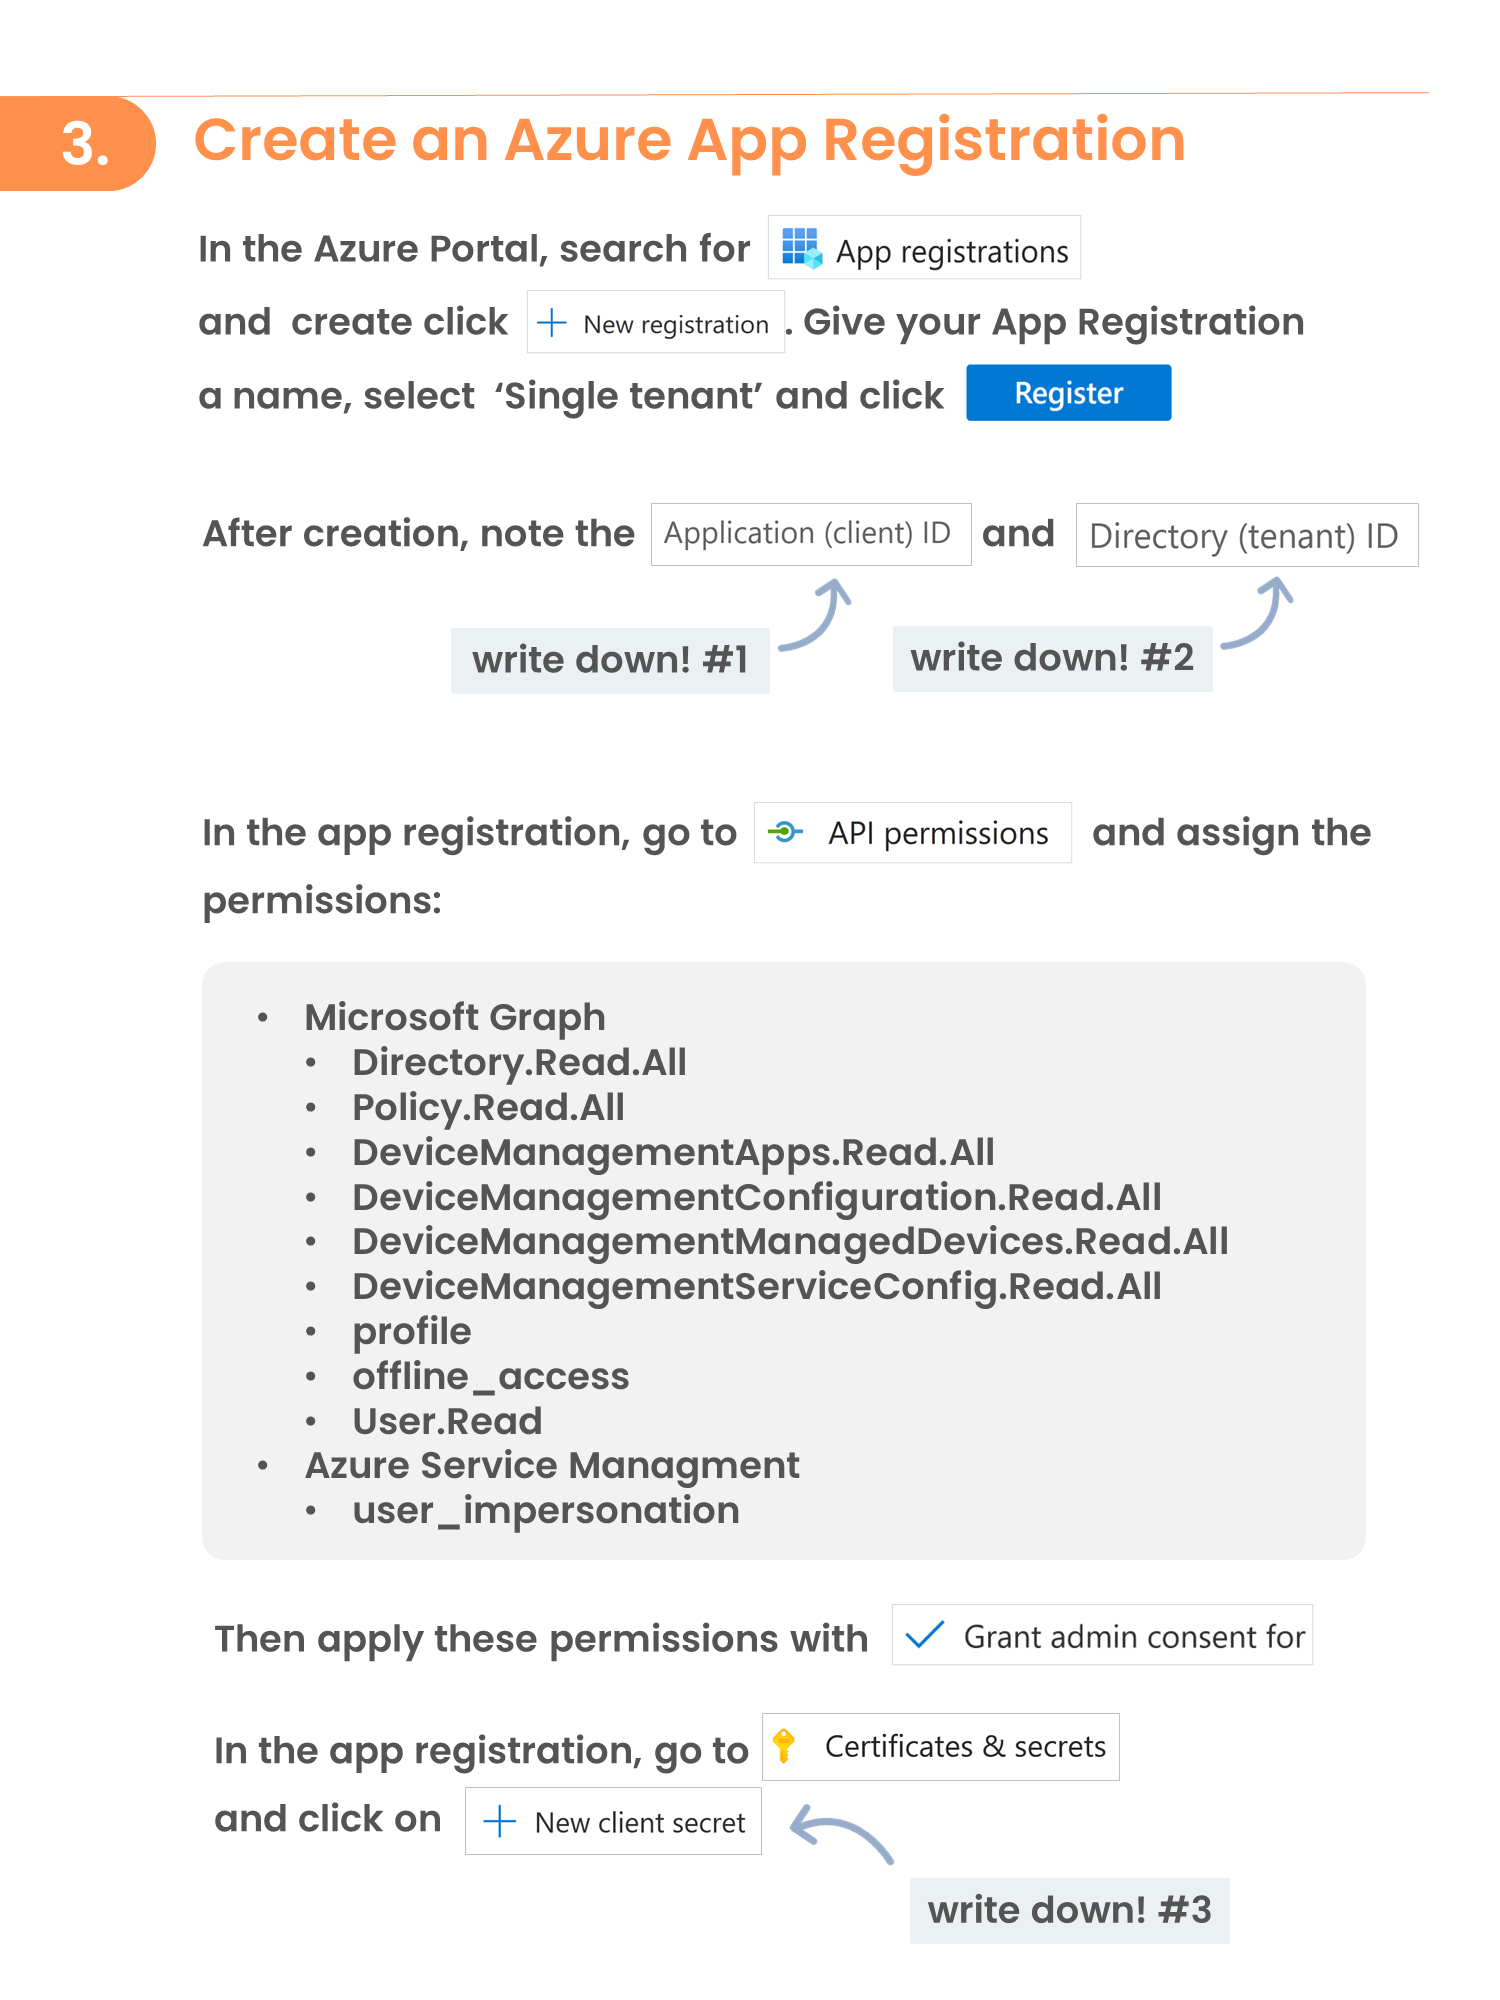 3. Create an Azure App Registration
In the Azure Portal, search for App registrations
and create click New registration . Give your App Registration
a name, select ‘Single tenant’ and click Register
After creation, note the Application (client) ID and Directory (tenant) ID
write down! #1 write down! #2
In the app registration, go to API permissions and assign the
permissions:
• Microsoft Graph
• Directory.Read.All
• Policy.Read.All
• DeviceManagementApps.Read.All
• DeviceManagementConfiguration.Read.All
• DeviceManagementManagedDevices.Read.All
• DeviceManagementServiceConfig.Read.All
• profile
• offline_access
• User.Read
• Azure Service Managment
• user_impersonation
Then apply these permissions with Grant admin consent for
In the app registration, go to Certificates & secrets
and click on New client secret
write down! #3